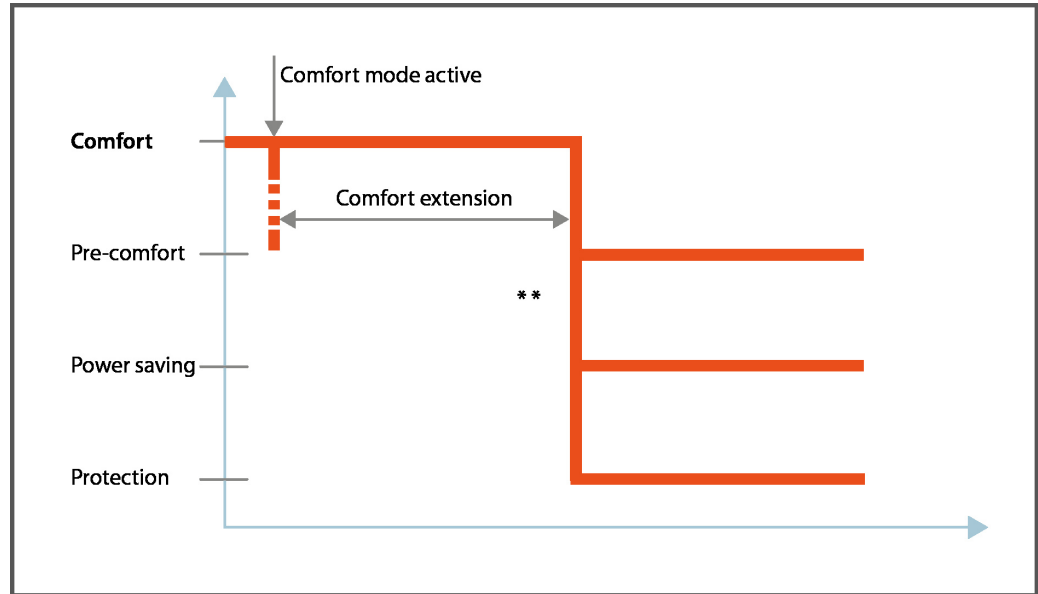 Comfort mode active
Comfort
Comfort extension
Pre-comfort
**
Power saving
Protection